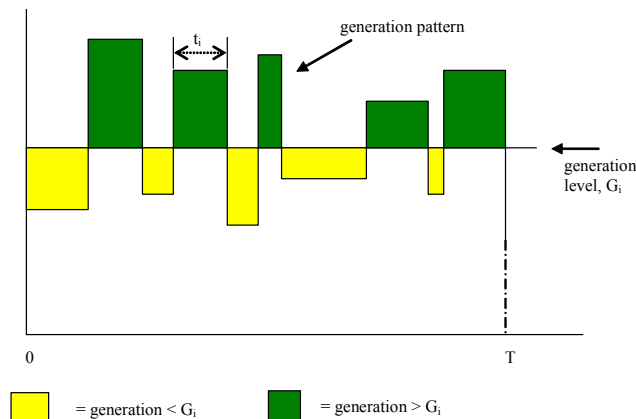 generation pattern
tᵢ
generation
level, Gᵢ
0
T
= generation < Gᵢ
= generation > Gᵢ